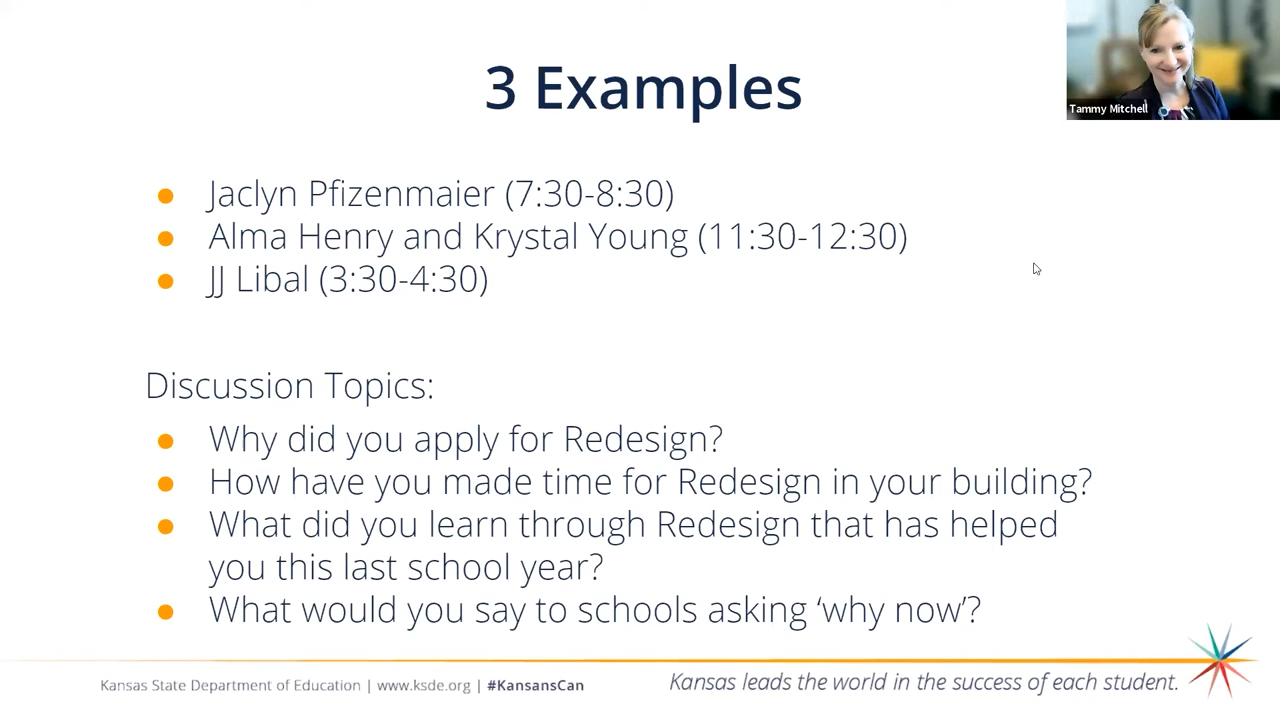 3 Examples
Tammy Mitchell
● Jaclyn Pfizenmaier (7:30-8:30)
● Alma Henry and Krystal Young (11:30-12:30)
● JJ Libal (3:30-4:30)
Discussion Topics:
● Why did you apply for Redesign?
● How have you made time for Redesign in your building?
● What did you learn through Redesign that has helped
you this last school year?
● What would you say to schools asking ‘why now’?
Kansas State Department of Education | www.ksde.org | #KansansCan
Kansas leads the world in the success of each student.